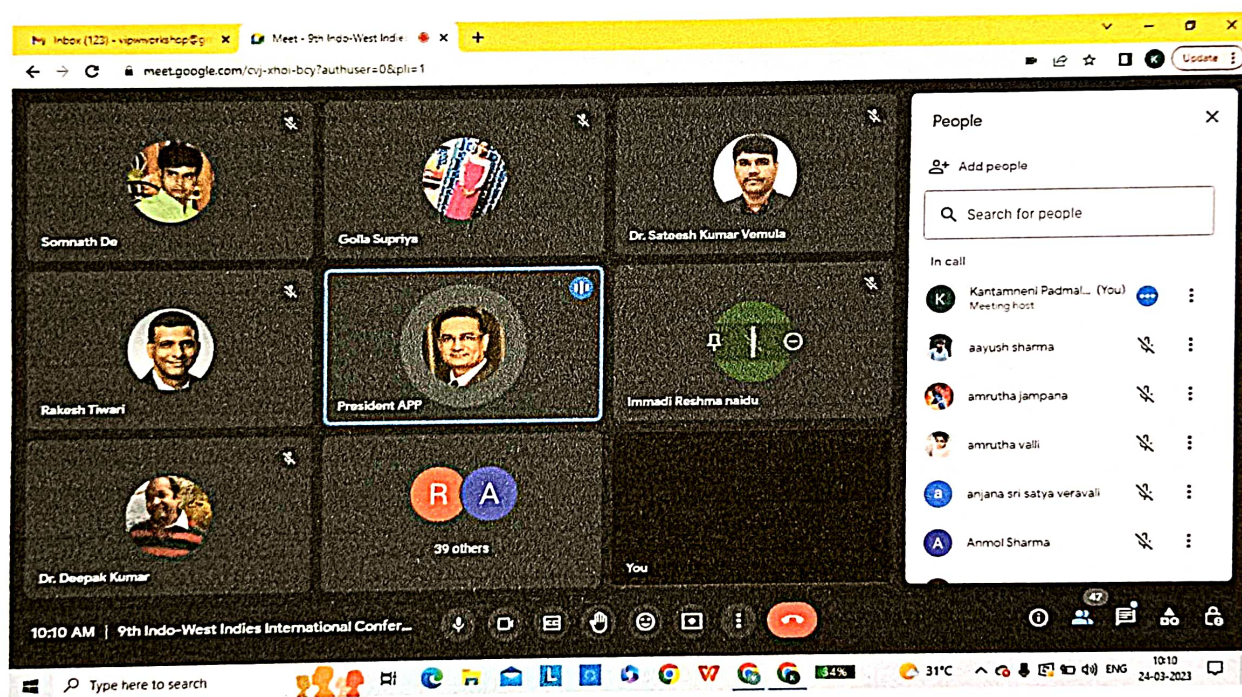 Inbox (123) - vipwworkshop@g
Meet - 9th Indo-West Indie
meet.google.com/cvj-xhoi-bcy?authuser=0&pli=1
K
Update
Somnath De
Golla Supriya
Dr. Sateesh Kumar Vemula
Rakesh Tiwari
President APP
I
Immadi Reshma naidu
Dr. Deepak Kumar
R A
39 others
You
People
Add people
Search for people
In call
K
Kantamneni Padmal... (You)
Meeting host
aayush sharma
amrutha jampana
amrutha valli
a
anjana sri satya veravali
A
Anmol Sharma
10:10 AM | 9th Indo-West Indies International Confer...
47
Type here to search
L
W
34%
31°C
ENG
10:10
24-03-2023